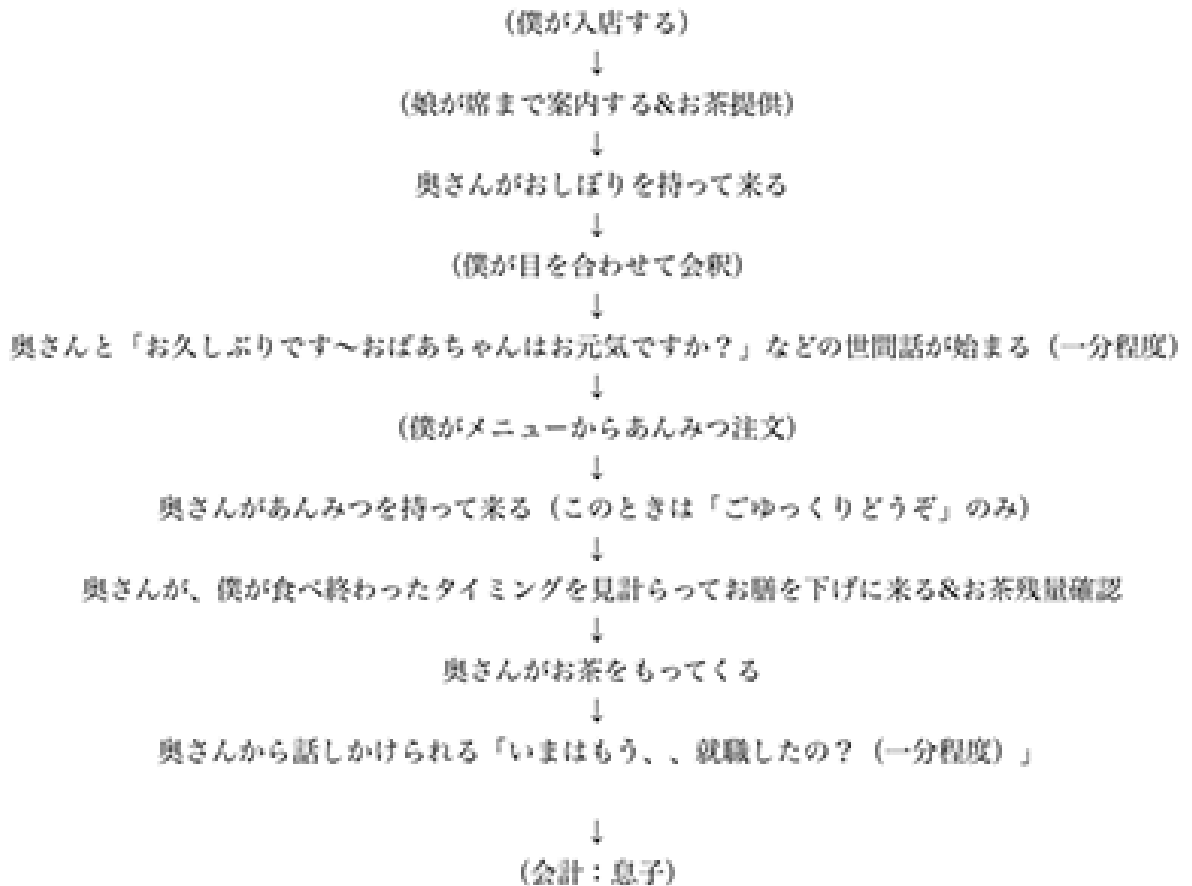 (僕が入店する)
↓
(娘が席まで案内する&お茶提供)
↓
奥さんがおしぼりを持って来る
↓
(僕が目を合わせて会釈)
↓
奥さんと「お久しぶりです～おばあちゃんはお元気ですか？」などの世間話が始まる（一分程度）
↓
(僕がメニューからあんみつ注文)
↓
奥さんがあんみつを持って来る（このときは「ごゆっくりどうぞ」のみ）
↓
奥さんが、僕が食べ終わったタイミングを見計らってお膳を下げに来る&お茶残量確認
↓
奥さんがお茶をもってくる
↓
奥さんから話しかけられる「いまはもう、、就職したの？（一分程度）」
↓
(会計：息子)